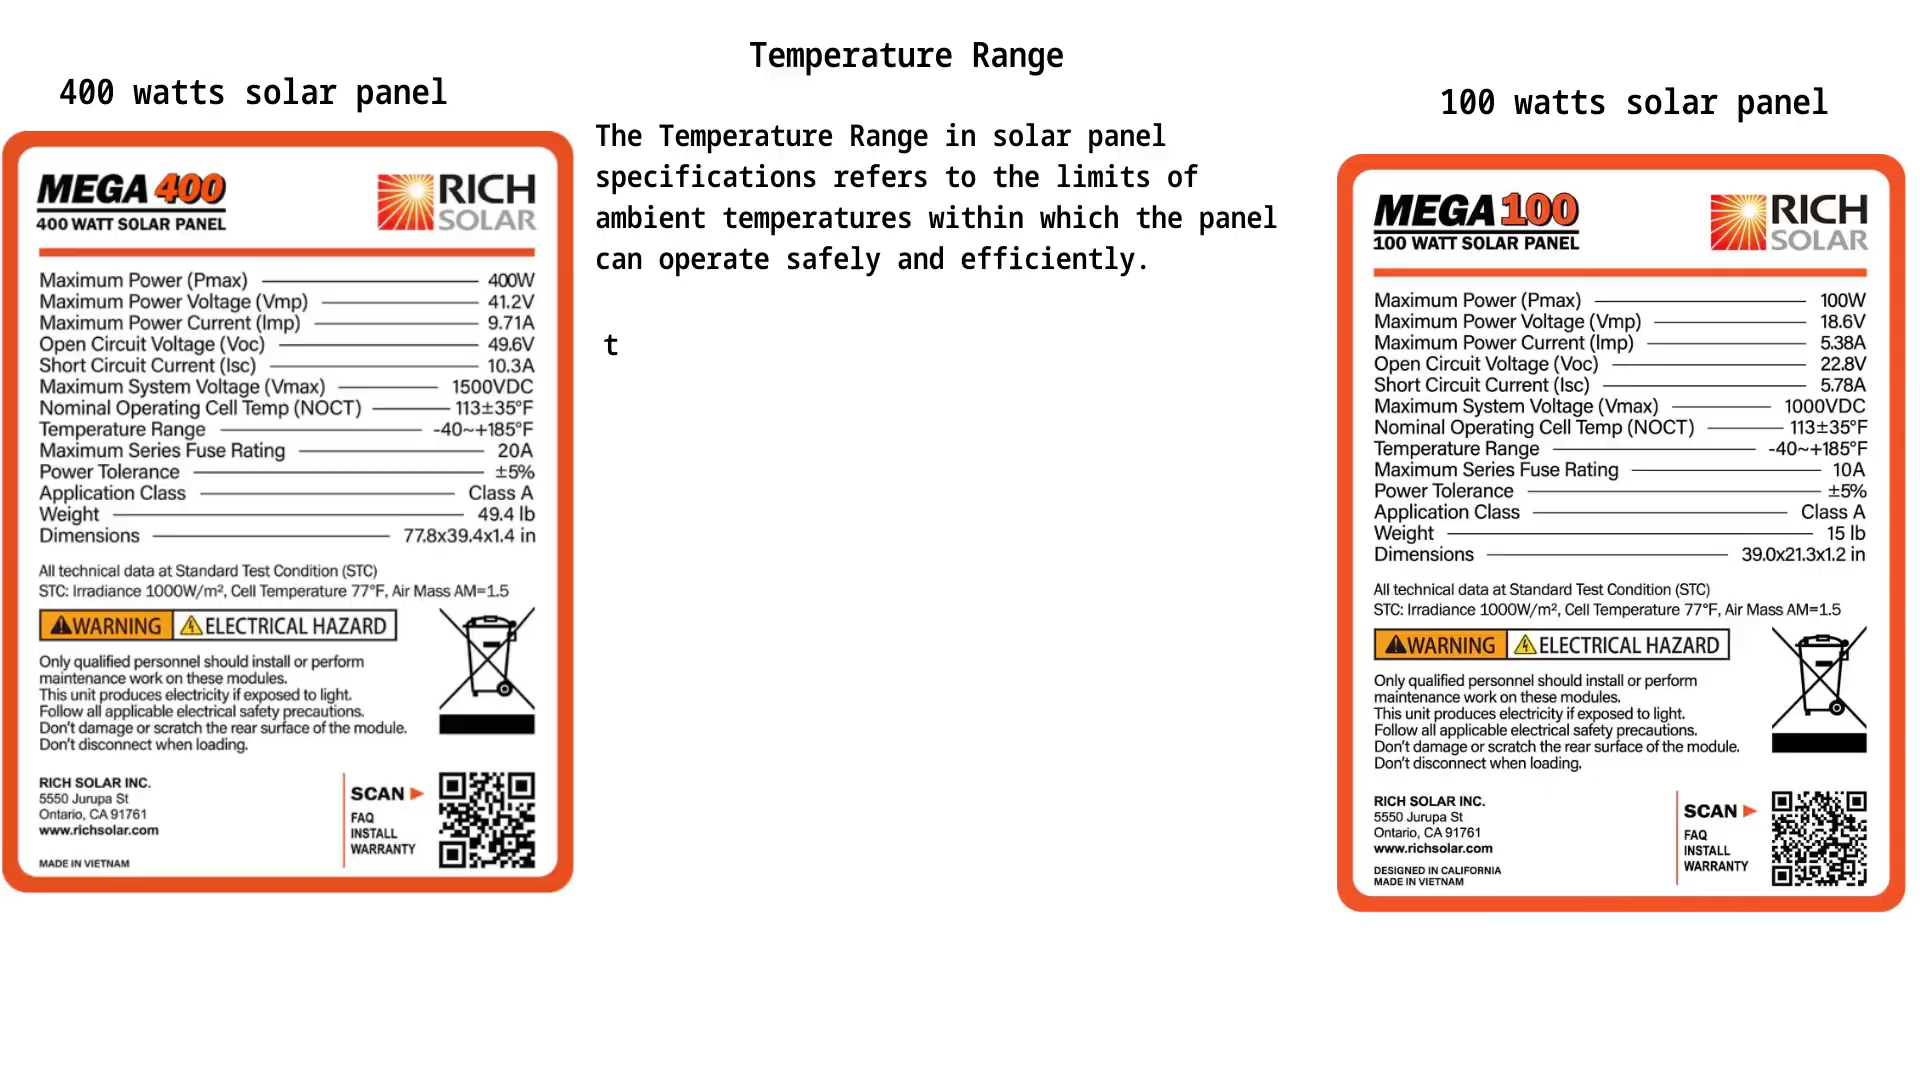 Temperature Range
400 watts solar panel
100 watts solar panel
The Temperature Range in solar panel
specifications refers to the limits of
ambient temperatures within which the panel
can operate safely and efficiently.
t
MEGA 400
400 WATT SOLAR PANEL
RICH
SOLAR
Maximum Power (Pmax) 400W
Maximum Power Voltage (Vmp) 41.2V
Maximum Power Current (Imp) 9.71A
Open Circuit Voltage (Voc) 49.6V
Short Circuit Current (Isc) 10.3A
Maximum System Voltage (Vmax) 1500VDC
Nominal Operating Cell Temp (NOCT) 113±35°F
Temperature Range -40~+185°F
Maximum Series Fuse Rating 20A
Power Tolerance ±5%
Application Class Class A
Weight 49.4 lb
Dimensions 77.8x39.4x1.4 in
All technical data at Standard Test Condition (STC)
STC: Irradiance 1000W/m², Cell Temperature 77°F, Air Mass AM=1.5
WARNING ELECTRICAL HAZARD
Only qualified personnel should install or perform
maintenance work on these modules.
This unit produces electricity if exposed to light.
Follow all applicable electrical safety precautions.
Don't damage or scratch the rear surface of the module.
Don't disconnect when loading.
RICH SOLAR INC.
5550 Jurupa St
Ontario, CA 91761
www.richsolar.com
MADE IN VIETNAM
SCAN
FAQ
INSTALL
WARRANTY
MEGA 100
100 WATT SOLAR PANEL
RICH
SOLAR
Maximum Power (Pmax) 100W
Maximum Power Voltage (Vmp) 18.6V
Maximum Power Current (Imp) 5.38A
Open Circuit Voltage (Voc) 22.8V
Short Circuit Current (Isc) 5.78A
Maximum System Voltage (Vmax) 1000VDC
Nominal Operating Cell Temp (NOCT) 113±35°F
Temperature Range -40~+185°F
Maximum Series Fuse Rating 10A
Power Tolerance ±5%
Application Class Class A
Weight 15 lb
Dimensions 39.0x21.3x1.2 in
All technical data at Standard Test Condition (STC)
STC: Irradiance 1000W/m², Cell Temperature 77°F, Air Mass AM=1.5
WARNING ELECTRICAL HAZARD
Only qualified personnel should install or perform
maintenance work on these modules.
This unit produces electricity if exposed to light.
Follow all applicable electrical safety precautions.
Don't damage or scratch the rear surface of the module.
Don't disconnect when loading.
RICH SOLAR INC.
5550 Jurupa St
Ontario, CA 91761
www.richsolar.com
DESIGNED IN CALIFORNIA
MADE IN VIETNAM
SCAN
FAQ
INSTALL
WARRANTY